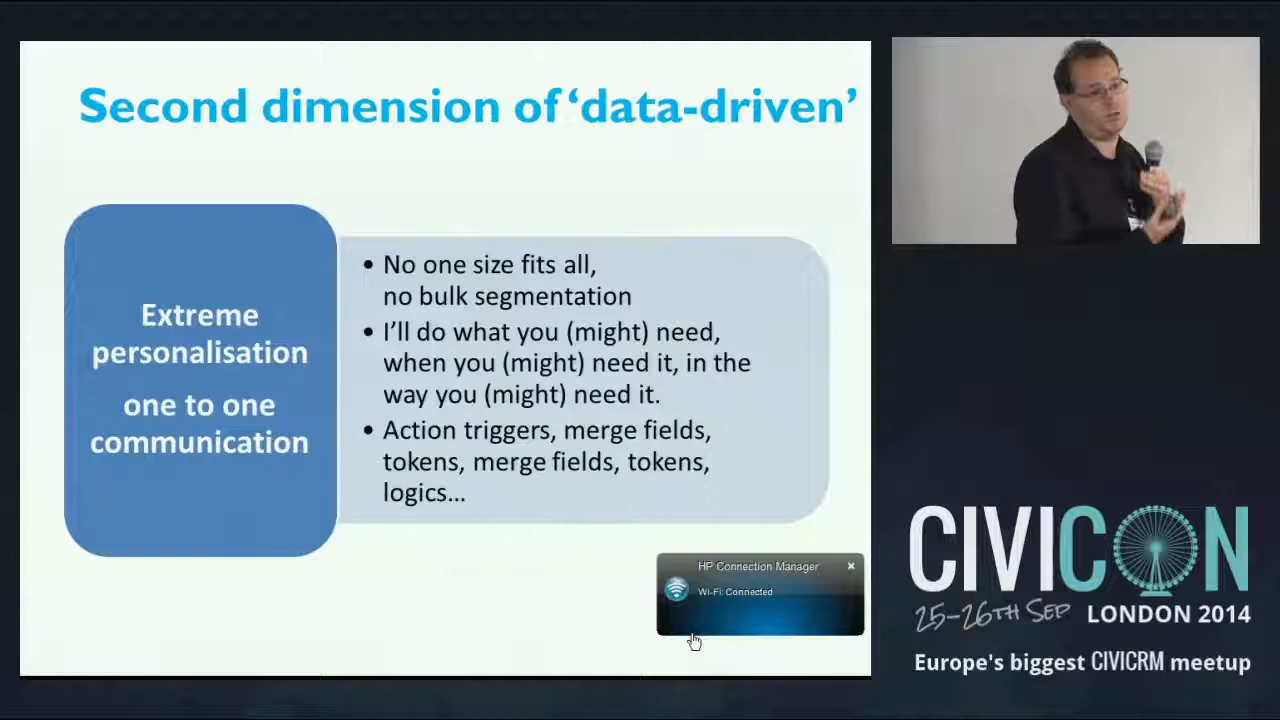 Second dimension of ‘data-driven’
Extreme
personalisation
one to one
communication
• No one size fits all,
no bulk segmentation
• I’ll do what you (might) need,
when you (might) need it, in the
way you (might) need it.
• Action triggers, merge fields,
tokens, merge fields, tokens,
logics…
HP Connection Manager
Wi-Fi: Connected
CIVICON
25-26TH SEP LONDON 2014
Europe's biggest CIVICRM meetup